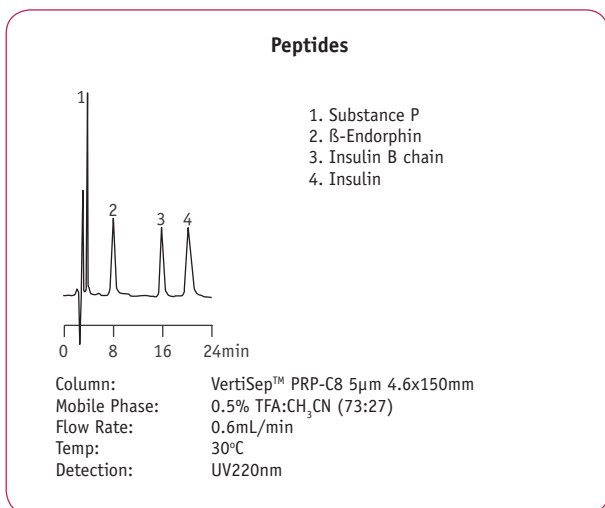 Peptides
1
2
3
4
1. Substance P
2. ß-Endorphin
3. Insulin B chain
4. Insulin
0 8 16 24min
Column: VertiSep™ PRP-C8 5µm 4.6x150mm
Mobile Phase: 0.5% TFA:CH₃CN (73:27)
Flow Rate: 0.6mL/min
Temp: 30°C
Detection: UV220nm